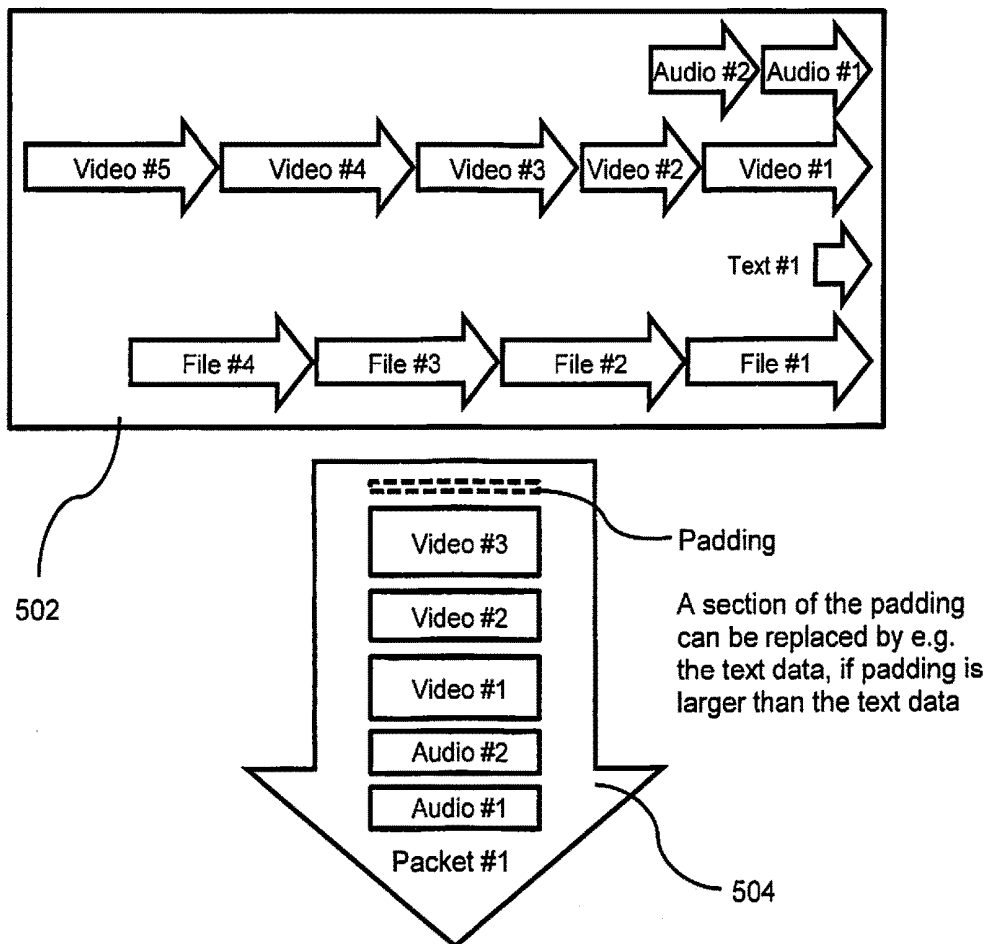 Audio #2 Audio #1
Video #5 Video #4 Video #3 Video #2 Video #1
Text #1
File #4 File #3 File #2 File #1
502
Padding
A section of the padding
can be replaced by e.g.
the text data, if padding is
larger than the text data
Video #3
Video #2
Video #1
Audio #2
Audio #1
Packet #1
504